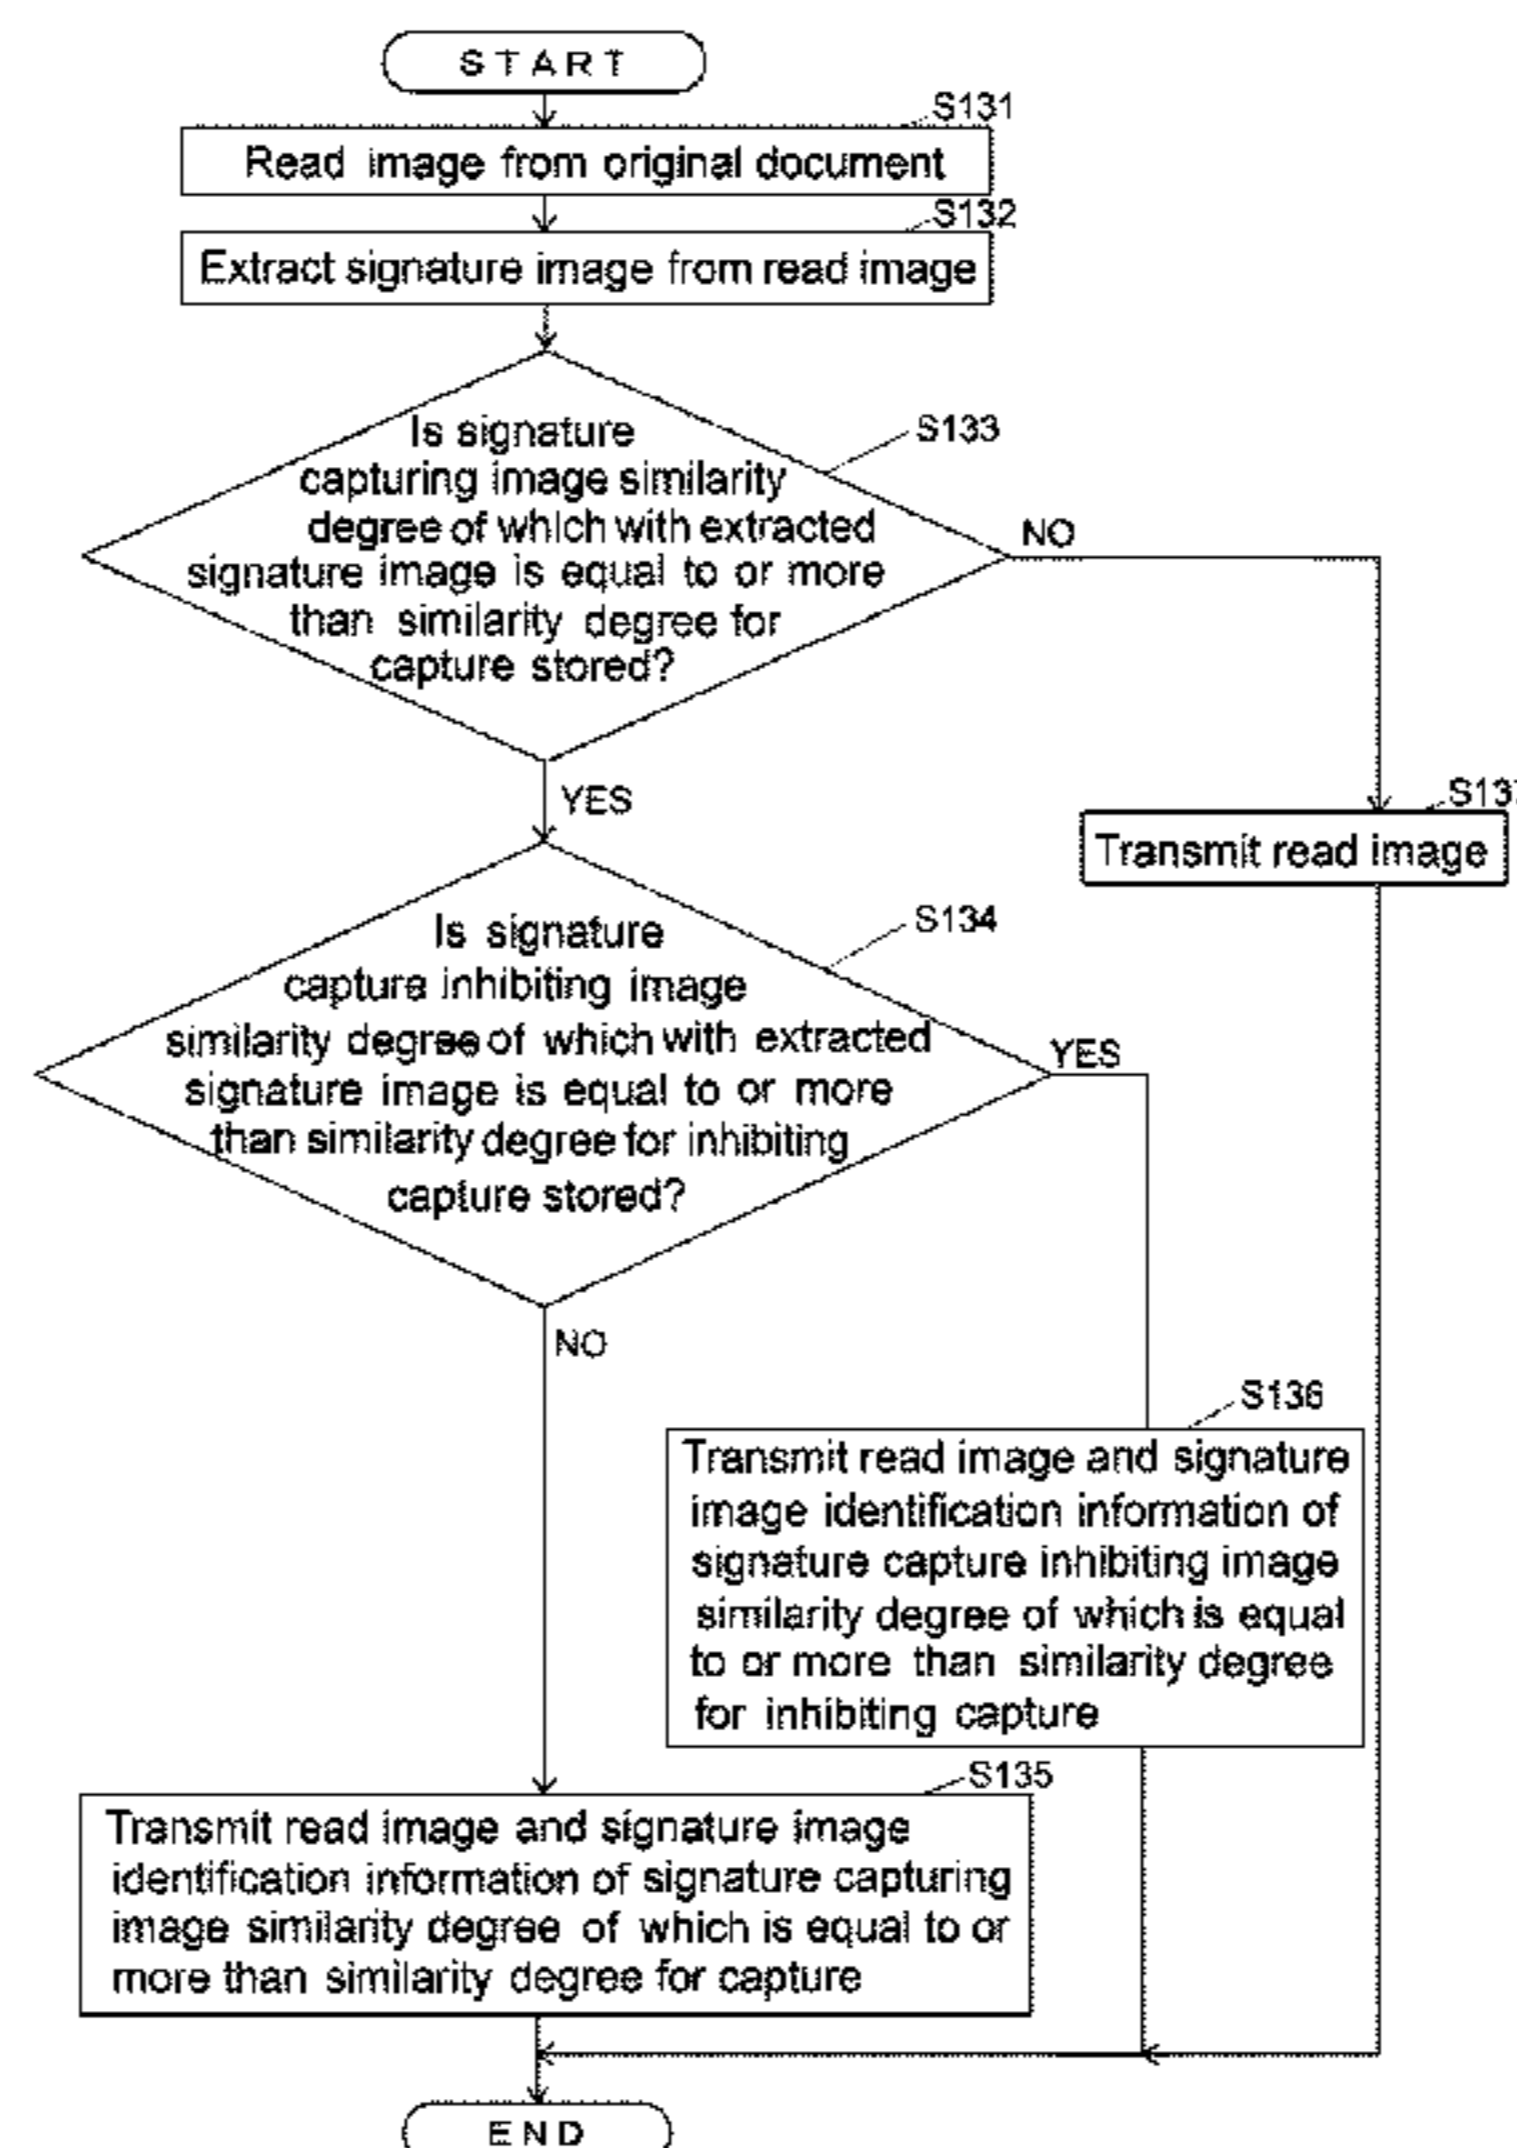 START
S131
Read image from original document
S132
Extract signature image from read image
S133
Is signature
capturing image similarity
degree of which with extracted
signature image is equal to or more
than similarity degree for
capture stored?
NO
YES
S137
Transmit read image
S134
Is signature
capture inhibiting image
similarity degree of which with extracted
signature image is equal to or more
than similarity degree for inhibiting
capture stored?
YES
NO
S136
Transmit read image and signature
image identification information of
signature capture inhibiting image
similarity degree of which is equal
to or more than similarity degree
for inhibiting capture
S135
Transmit read image and signature image
identification information of signature capturing
image similarity degree of which is equal to or
more than similarity degree for capture
END